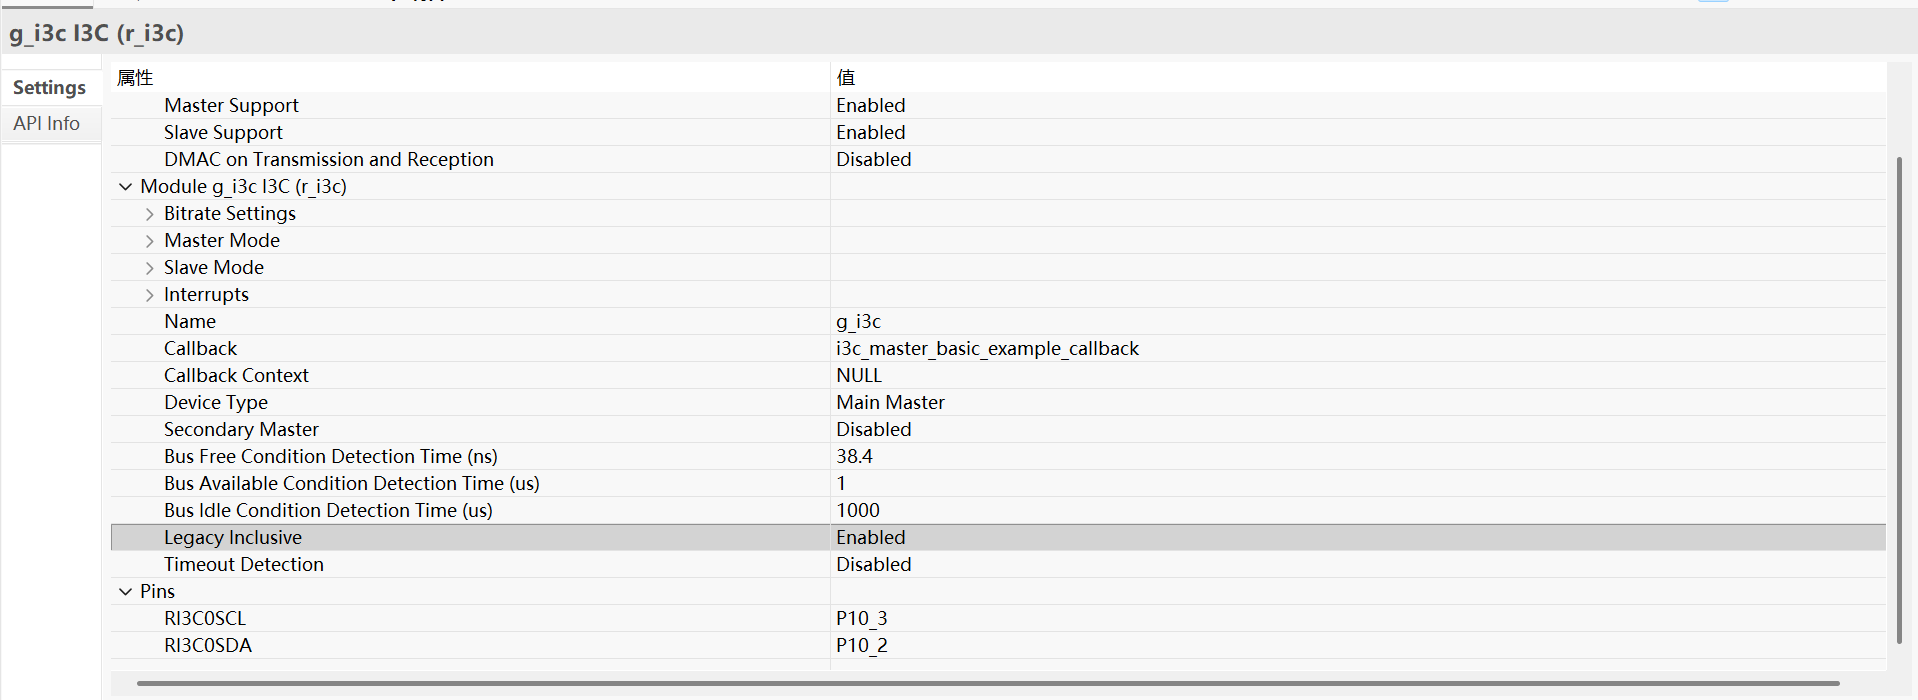 g_i3c I3C (r_i3c)
Settings
API Info
属性 值
Master Support Enabled
Slave Support Enabled
DMAC on Transmission and Reception Disabled
Module g_i3c I3C (r_i3c)
Bitrate Settings
Master Mode
Slave Mode
Interrupts
Name g_i3c
Callback i3c_master_basic_example_callback
Callback Context NULL
Device Type Main Master
Secondary Master Disabled
Bus Free Condition Detection Time (ns) 38.4
Bus Available Condition Detection Time (us) 1
Bus Idle Condition Detection Time (us) 1000
Legacy Inclusive Enabled
Timeout Detection Disabled
Pins
RI3C0SCL P10_3
RI3C0SDA P10_2